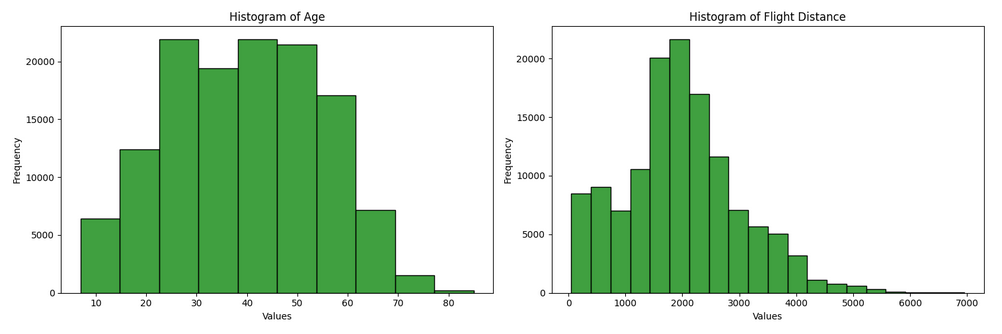 Histogram of Age
Frequency
20000
15000
10000
5000
0
10 20 30 40 50 60 70 80
Values
Histogram of Flight Distance
Frequency
20000
15000
10000
5000
0
0 1000 2000 3000 4000 5000 6000 7000
Values